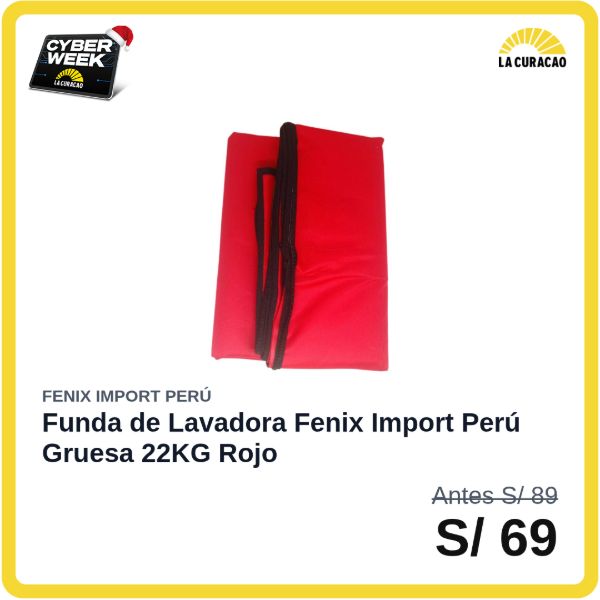 CYBER
WEEK
LA CURACAO
LA CURACAO
FENIX IMPORT PERÚ
Funda de Lavadora Fenix Import Perú
Gruesa 22KG Rojo
Antes S/ 89
S/ 69